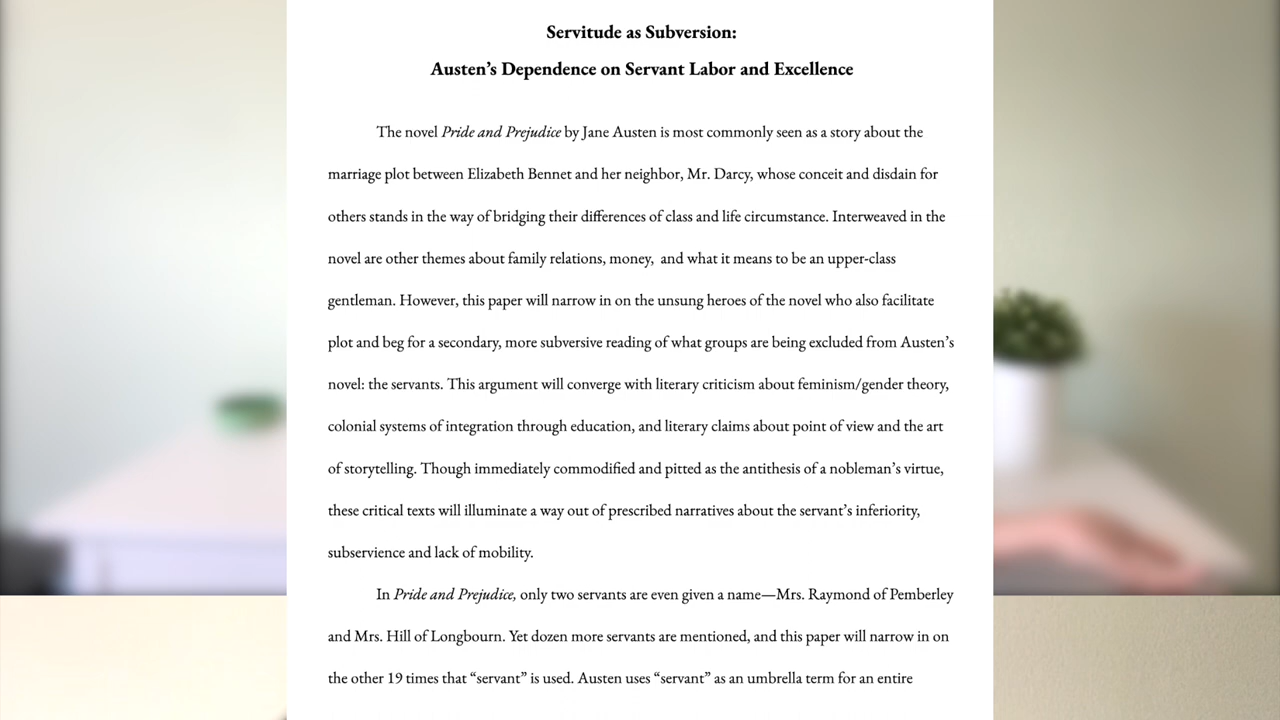 Servitude as Subversion:
Austen’s Dependence on Servant Labor and Excellence
The novel Pride and Prejudice by Jane Austen is most commonly seen as a story about the
marriage plot between Elizabeth Bennet and her neighbor, Mr. Darcy, whose conceit and disdain for
others stands in the way of bridging their differences of class and life circumstance. Interweaved in the
novel are other themes about family relations, money,  and what it means to be an upper-class
gentleman. However, this paper will narrow in on the unsung heroes of the novel who also facilitate
plot and beg for a secondary, more subversive reading of what groups are being excluded from Austen’s
novel: the servants. This argument will converge with literary criticism about feminism/gender theory,
colonial systems of integration through education, and literary claims about point of view and the art
of storytelling. Though immediately commodified and pitted as the antithesis of a nobleman’s virtue,
these critical texts will illuminate a way out of prescribed narratives about the servant’s inferiority,
subservience and lack of mobility.
In Pride and Prejudice, only two servants are even given a name—Mrs. Raymond of Pemberley
and Mrs. Hill of Longbourn. Yet dozen more servants are mentioned, and this paper will narrow in on
the other 19 times that “servant” is used. Austen uses “servant” as an umbrella term for an entire